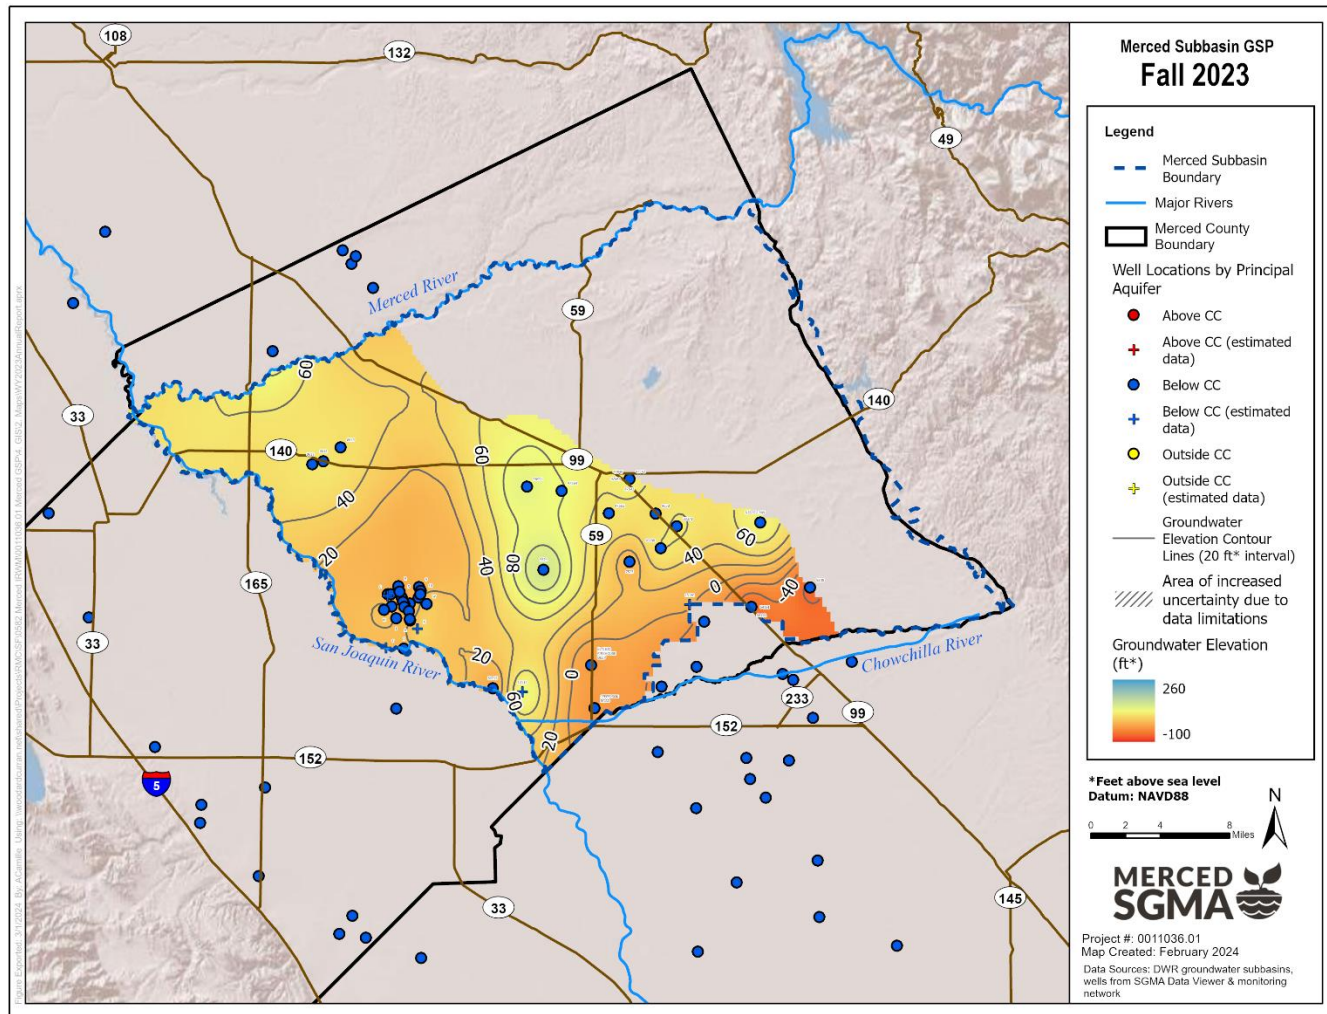 Merced Subbasin GSP
Fall 2023
Legend
Merced Subbasin
Boundary
Major Rivers
Merced County
Boundary
Well Locations by Principal
Aquifer
Above CC
Above CC (estimated
data)
Below CC
Below CC (estimated
data)
Outside CC
Outside CC
(estimated data)
Groundwater
Elevation Contour
Lines (20 ft* interval)
Area of increased
uncertainty due to
data limitations
Groundwater Elevation
(ft*)
260
-100
*Feet above sea level
Datum: NAVD88
N
0 2 4 8 Miles
MERCED
SGMA
Project #: 0011036.01
Map Created: February 2024
Data Sources: DWR groundwater subbasins,
wells from SGMA Data Viewer & monitoring
network
108
132
49
Merced River
59
60
33
140
140
60
99
40
59
80
60
40
20
40
0
-40
165
33
San Joaquin River
20
0
60
20
Chowchilla River
233
99
152
152
5
33
145